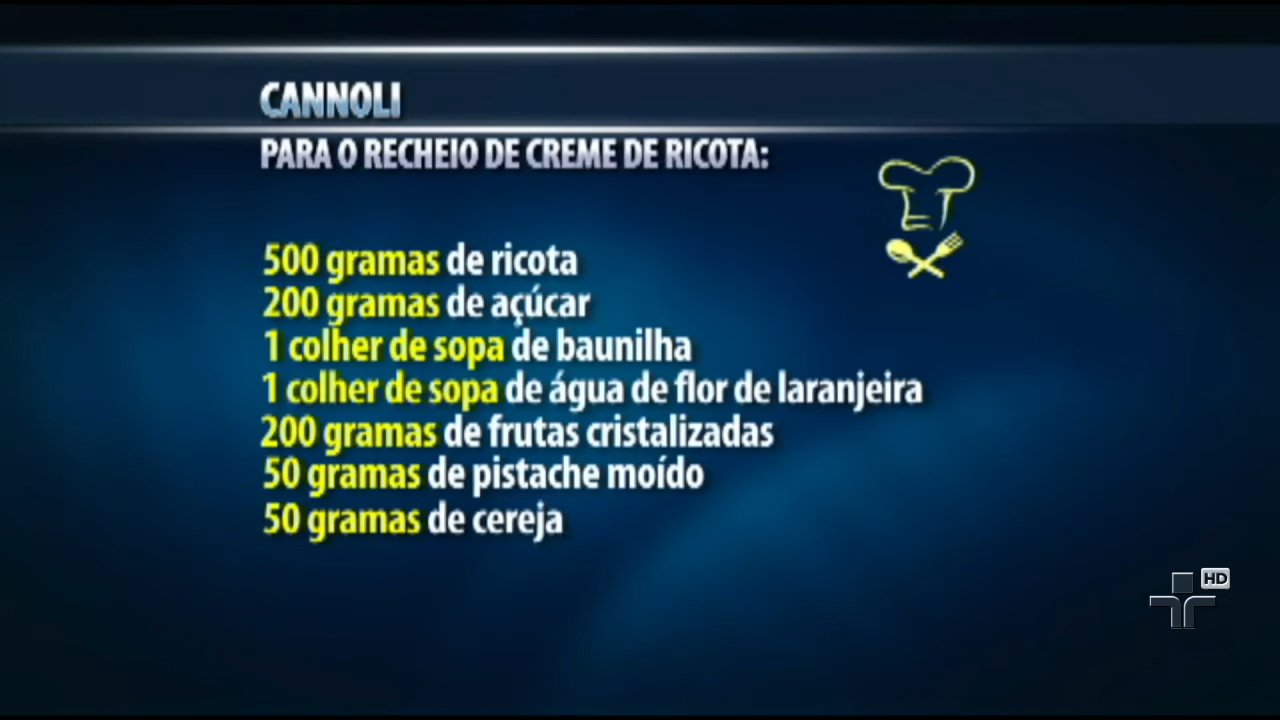 CANNOLI
PARA O RECHEIO DE CREME DE RICOTA:
500 gramas de ricota
200 gramas de açúcar
1 colher de sopa de baunilha
1 colher de sopa de água de flor de laranjeira
200 gramas de frutas cristalizadas
50 gramas de pistache moído
50 gramas de cereja
HD